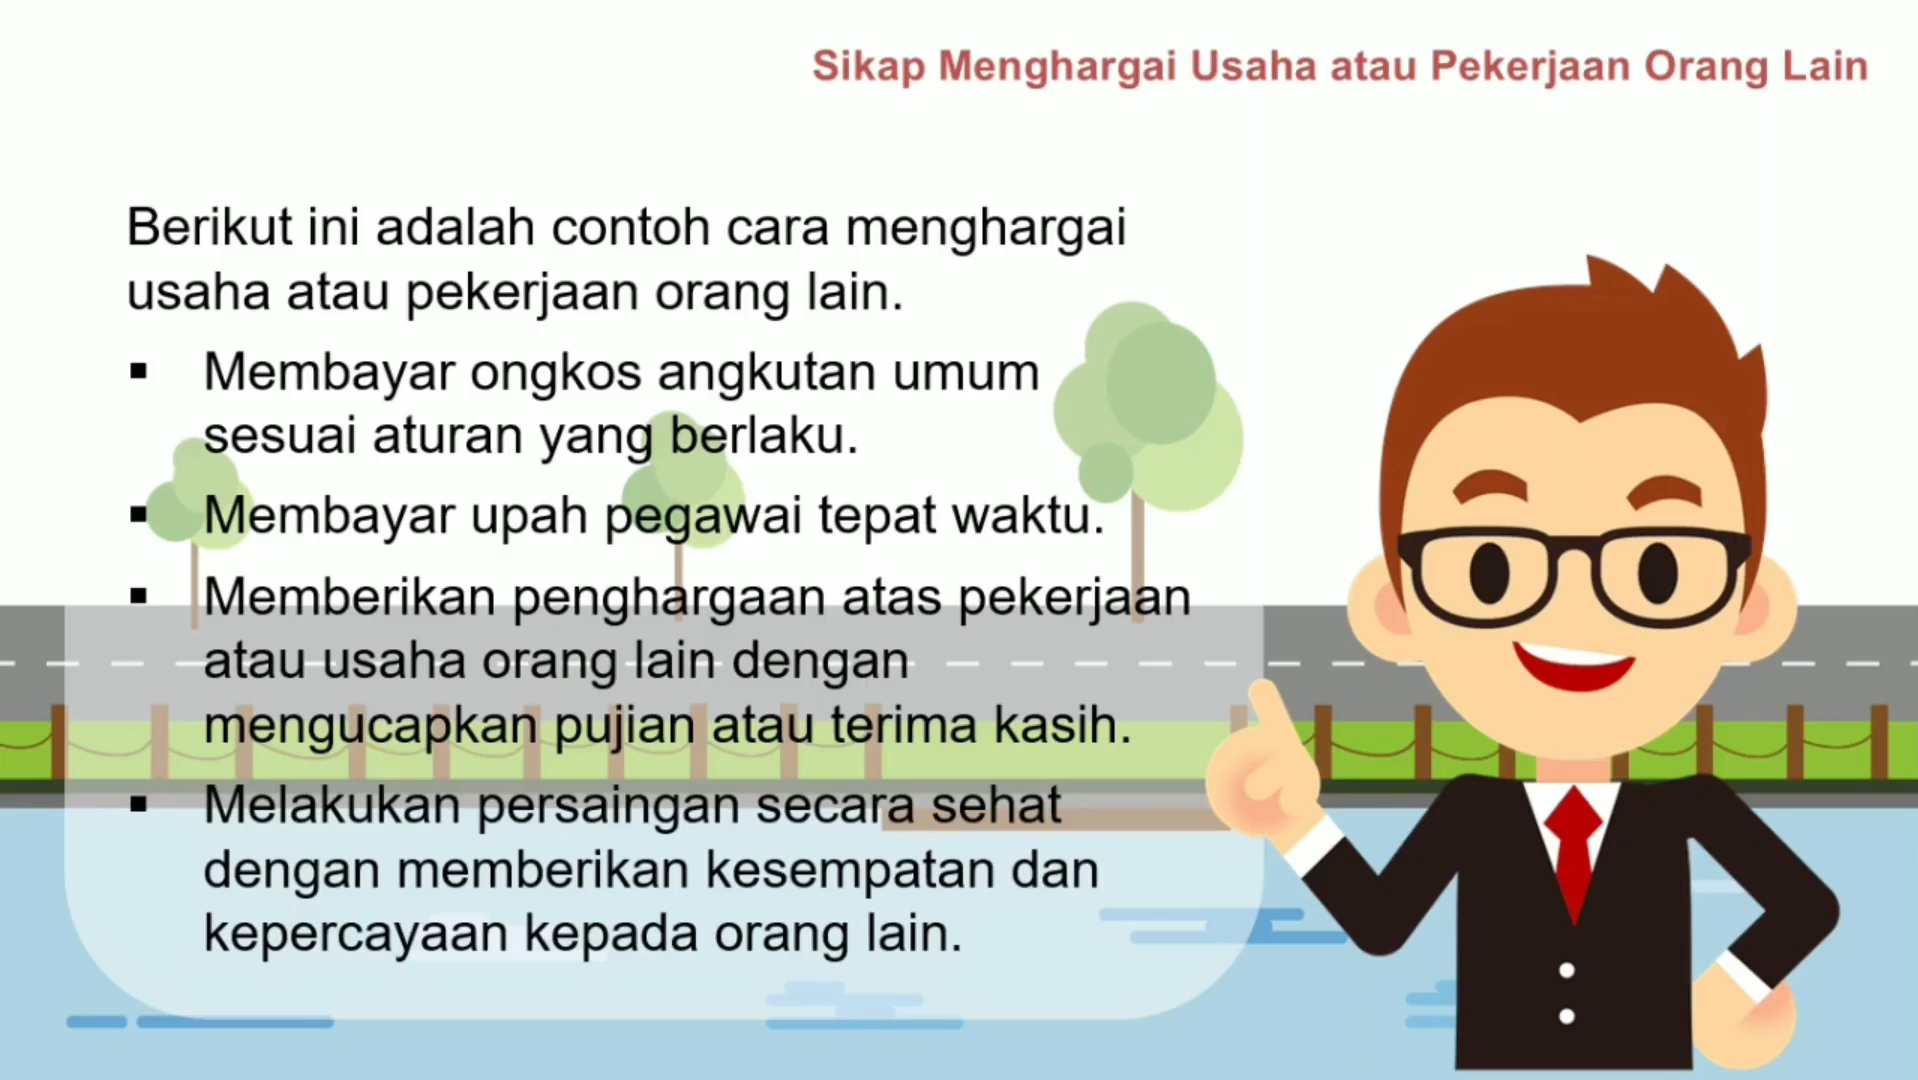 Sikap Menghargai Usaha atau Pekerjaan Orang Lain
Berikut ini adalah contoh cara menghargai
usaha atau pekerjaan orang lain.
▪ Membayar ongkos angkutan umum
sesuai aturan yang berlaku.
▪ Membayar upah pegawai tepat waktu.
▪ Memberikan penghargaan atas pekerjaan
atau usaha orang lain dengan
mengucapkan pujian atau terima kasih.
▪ Melakukan persaingan secara sehat
dengan memberikan kesempatan dan
kepercayaan kepada orang lain.